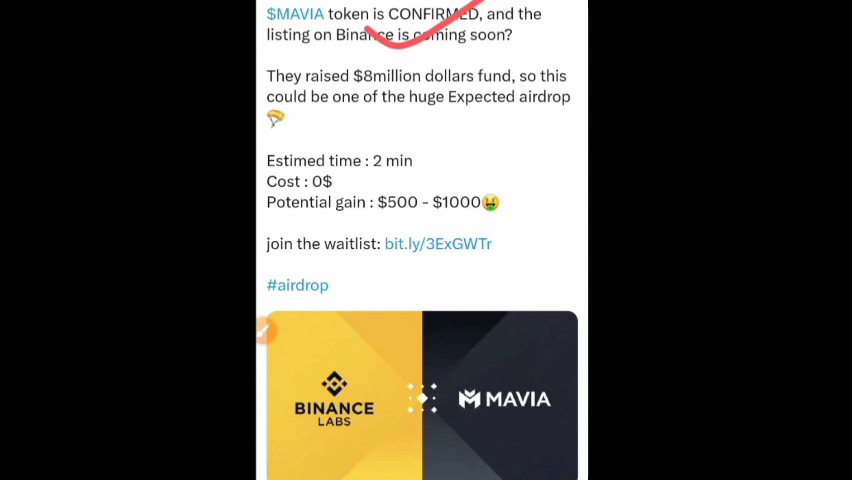 $MAVIA token is CONFIRMED, and the
listing on Binance is coming soon?
They raised $8million dollars fund, so this
could be one of the huge Expected airdrop
🪂
Estimed time : 2 min
Cost : 0$
Potential gain : $500 - $1000🤑
join the waitlist: bit.ly/3ExGWTr
#airdrop
BINANCE
LABS
MAVIA